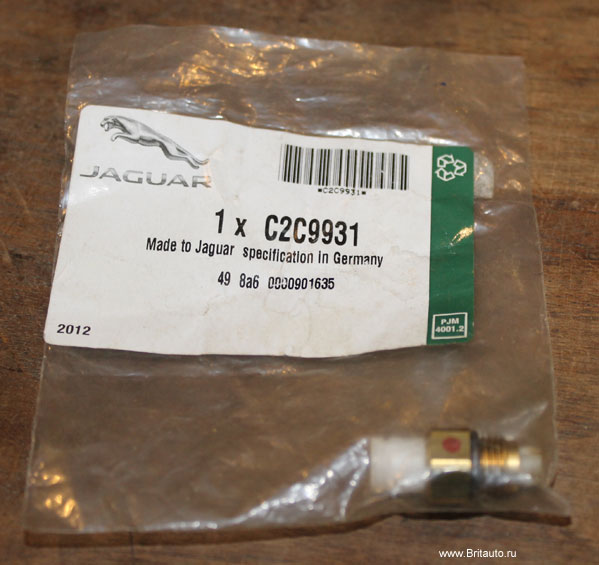 JAGUAR
*C2C9931*
1 x C2C9931
Made to Jaguar specification in Germany
49 8a6 0000901635
2012
PJM
4001.2
www.Britauto.ru